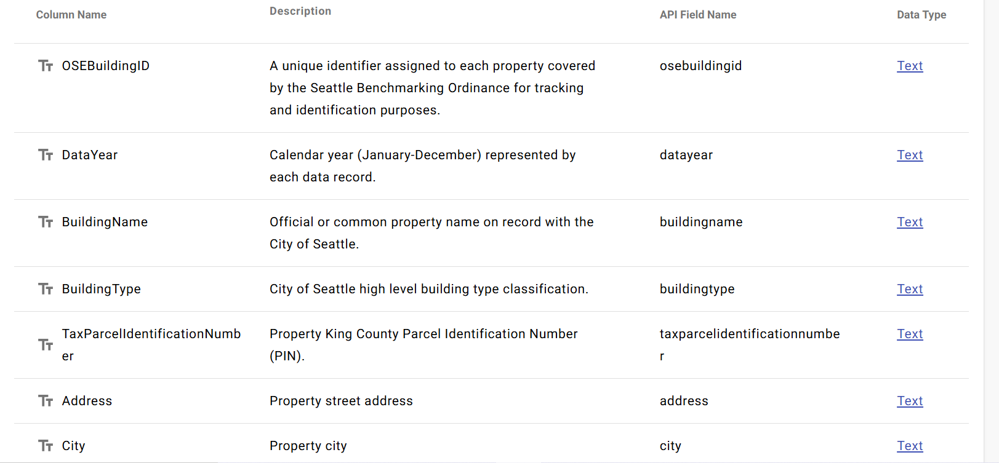 Column Name Description API Field Name Data Type
OSEBuildingID A unique identifier assigned to each property covered osebuildingid Text
by the Seattle Benchmarking Ordinance for tracking
and identification purposes.
DataYear Calendar year (January-December) represented by datayear Text
each data record.
BuildingName Official or common property name on record with the buildingname Text
City of Seattle.
BuildingType City of Seattle high level building type classification. buildingtype Text
TaxParcelIdentificationNumb Property King County Parcel Identification Number taxparcelidentificationnumbe Text
er (PIN). r
Address Property street address address Text
City Property city city Text